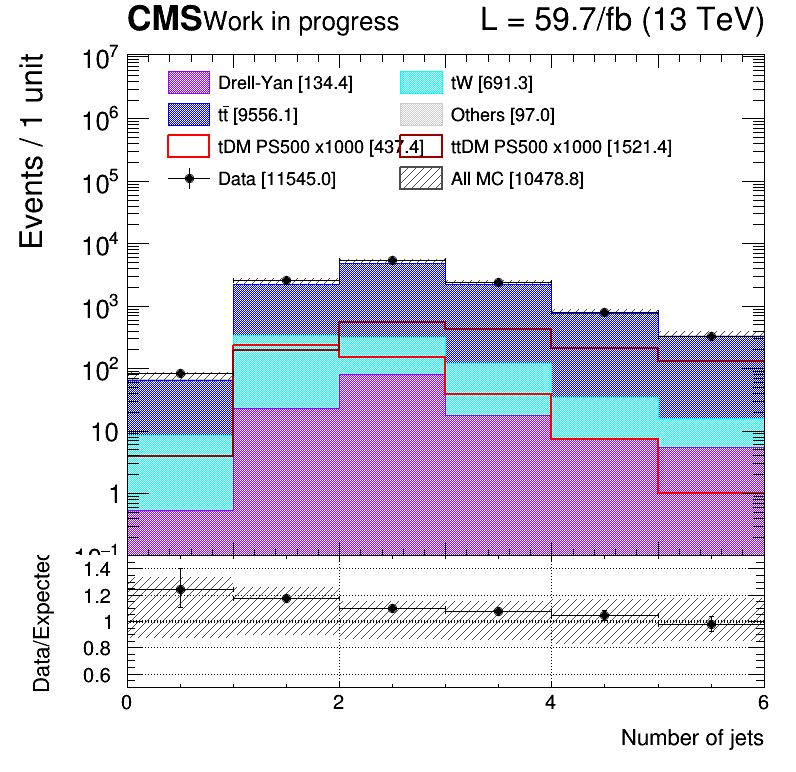 CMS Work in progress L = 59.7/fb (13 TeV)
Events / 1 unit
10⁷
10⁶
10⁵
10⁴
10³
10²
10
1
10⁻¹
Drell-Yan [134.4]
tW [691.3]
tt̄ [9556.1]
Others [97.0]
tDM PS500 x1000 [437.4]
ttDM PS500 x1000 [1521.4]
Data [11545.0]
All MC [10478.8]
Data/Expected
1.4
1.2
1
0.8
0.6
0 2 4 6
Number of jets